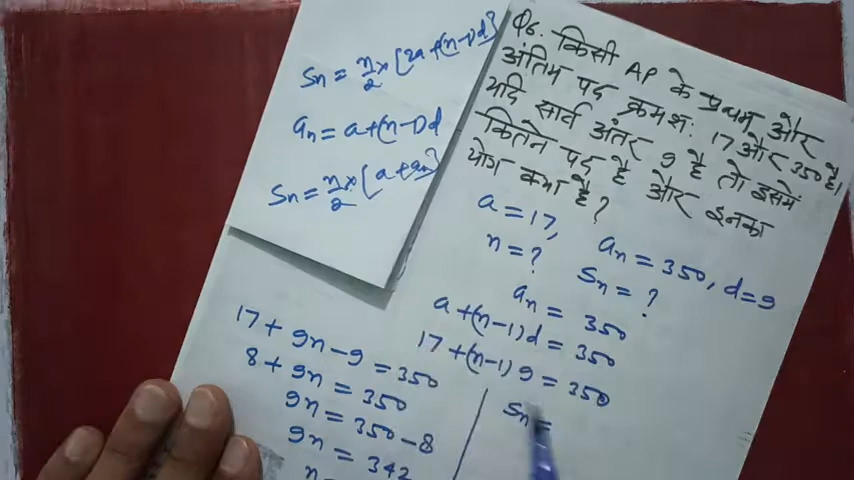 Sn = n/2 × [2a+(n-1)d]
an = a+(n-1)d
Sn = n/2 × [a+an]
Q6. किसी AP के प्रथम और
अंतिम पद क्रमशः 17 और 350 है।
यदि सार्व अंतर 9 है तो इसमें
कितने पद है और इनका
योग क्या है?
a = 17, an = 350, d = 9
n = ? Sn = ?
an = 350
a +(n-1)d = 350
17 +(n-1) 9 = 350
17 + 9n - 9 = 350
8 + 9n = 350
9n = 350 - 8
9n = 342
n =
Sn =